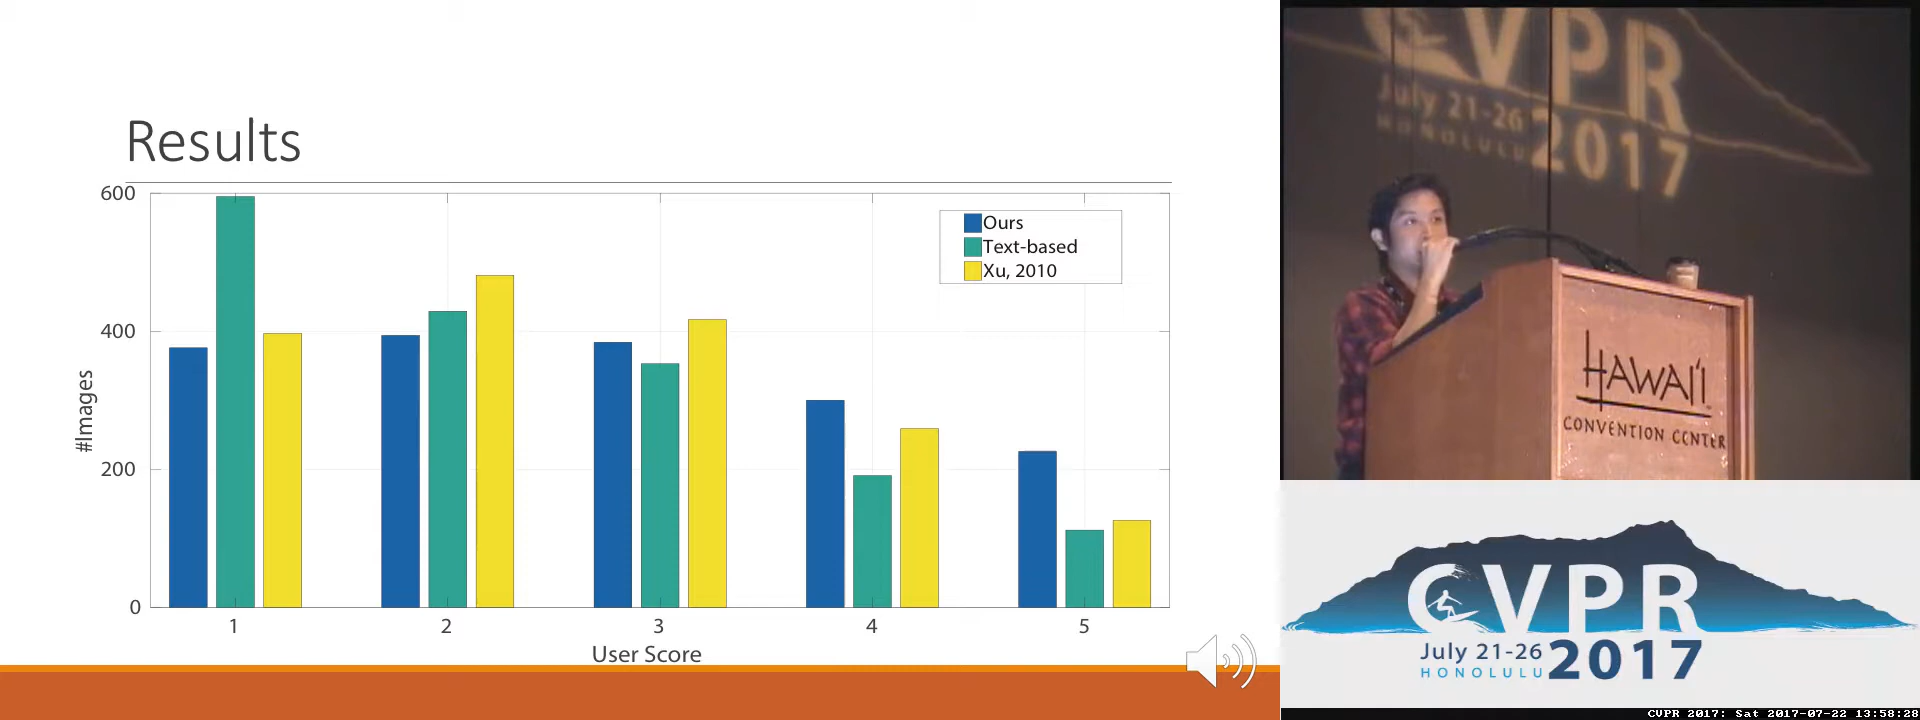 Results
600
400
200
0
#Images
Ours
Text-based
Xu, 2010
1 2 3 4 5
User Score
CVPR
July 21-26
HONOLULU
2017
HAWAI'I
CONVENTION CENTER
CVPR
July 21-26
HONOLULU
2017
CVPR 2017: Sat 2017-07-22 13:58:28